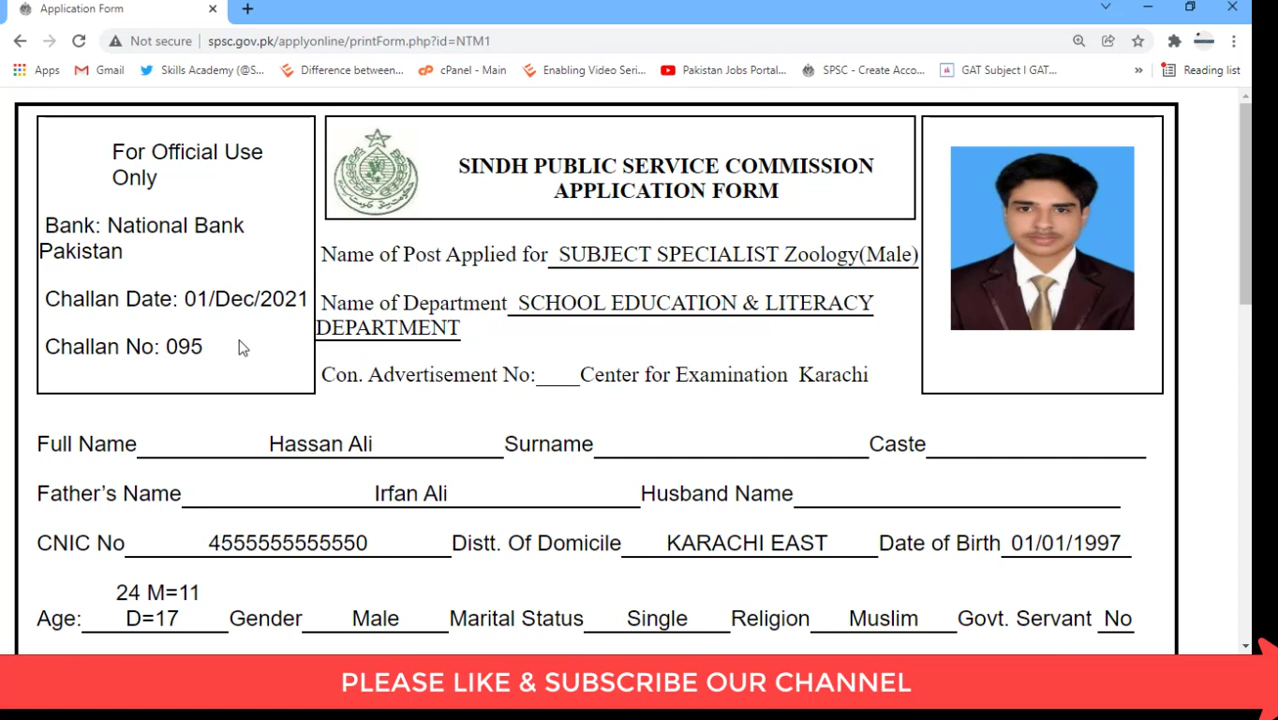 Application Form
Not secure spsc.gov.pk/applyonline/printForm.php?id=NTM1
Apps Gmail Skills Academy (@S... Difference between... cPanel - Main Enabling Video Seri... Pakistan Jobs Portal... SPSC - Create Acco... GAT Subject I GAT... » Reading list
For Official Use
Only
Bank: National Bank
Pakistan
Challan Date: 01/Dec/2021
Challan No: 095
SINDH PUBLIC SERVICE COMMISSION
APPLICATION FORM
Name of Post Applied for SUBJECT SPECIALIST Zoology(Male)
Name of Department SCHOOL EDUCATION & LITERACY
DEPARTMENT
Con. Advertisement No:____Center for Examination Karachi
Full Name Hassan Ali Surname Caste
Father's Name Irfan Ali Husband Name
CNIC No 4555555555550 Distt. Of Domicile KARACHI EAST Date of Birth 01/01/1997
24 M=11
Age: D=17 Gender Male Marital Status Single Religion Muslim Govt. Servant No
PLEASE LIKE & SUBSCRIBE OUR CHANNEL